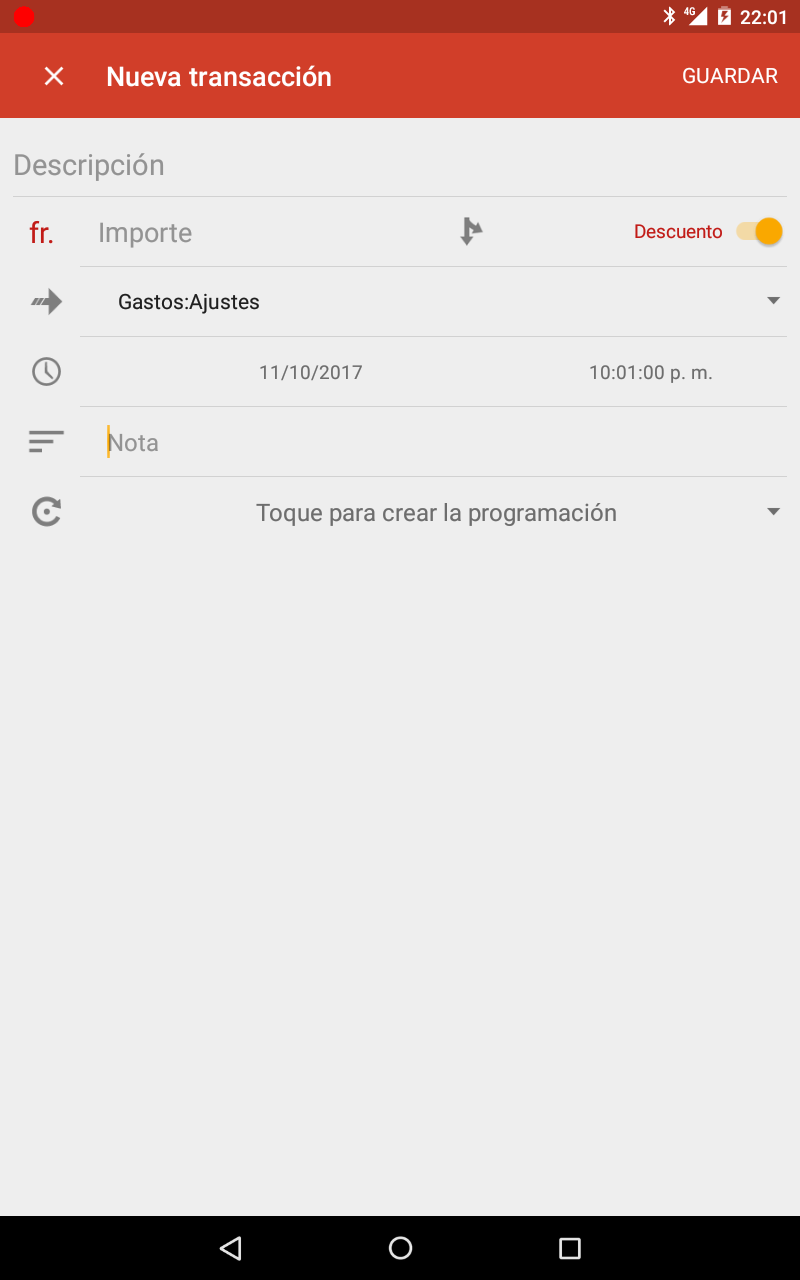 4G 22:01
Nueva transacción GUARDAR
Descripción
fr. Importe Descuento
Gastos:Ajustes
11/10/2017 10:01:00 p. m.
Nota
Toque para crear la programación